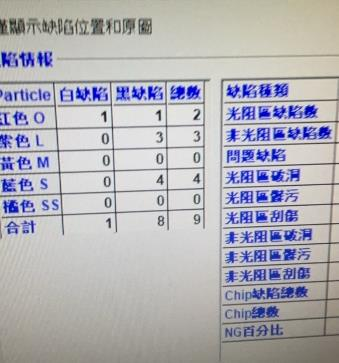 僅顯示缺陷位置和原圖
陷情報
Particle 白缺陷 黑缺陷 總數
紅色 O 1 1 2
紫色 L 0 3 3
黃色 M 0 0 0
藍色 S 0 4 4
橘色 SS 0 0 0
合計 1 8 9
缺陷種類
光阻區缺陷數
非光阻區缺陷數
問題缺陷
光阻區破洞
光阻區髒污
光阻區刮傷
非光阻區破洞
非光阻區髒污
非光阻區刮傷
Chip缺陷總數
Chip總數
NG百分比